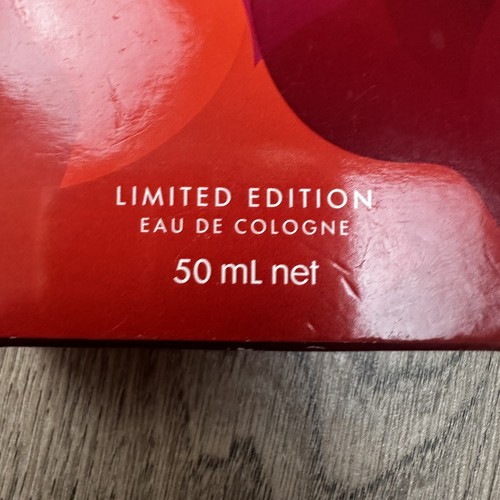 LIMITED EDITION
EAU DE COLOGNE
50 mL net